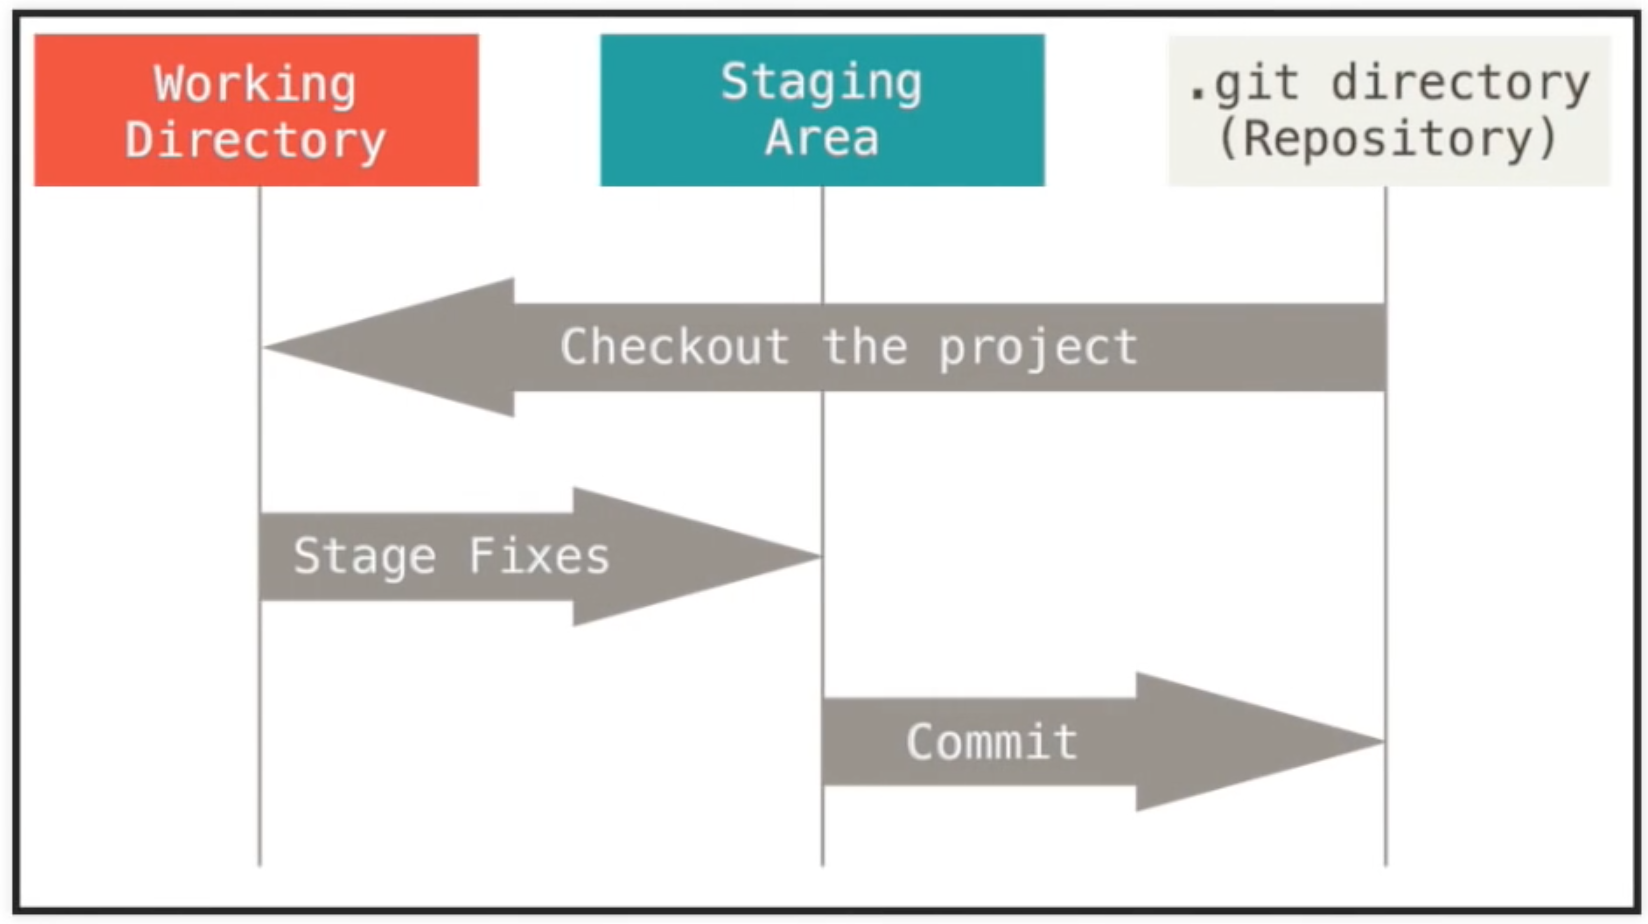 Working
Directory
Staging
Area
.git directory
(Repository)
Checkout the project
Stage Fixes
Commit